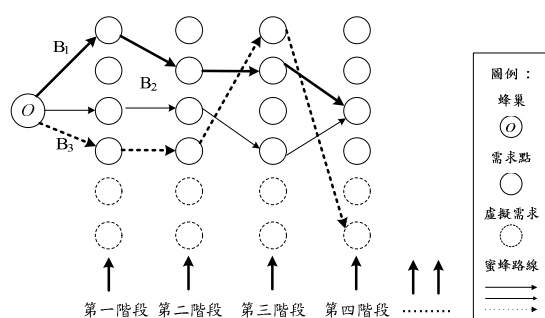 B1
B2
O
B3
第一階段 第二階段 第三階段 第四階段 ........
圖例：
蜂巢
O
需求點
虛擬需求
蜜蜂路線